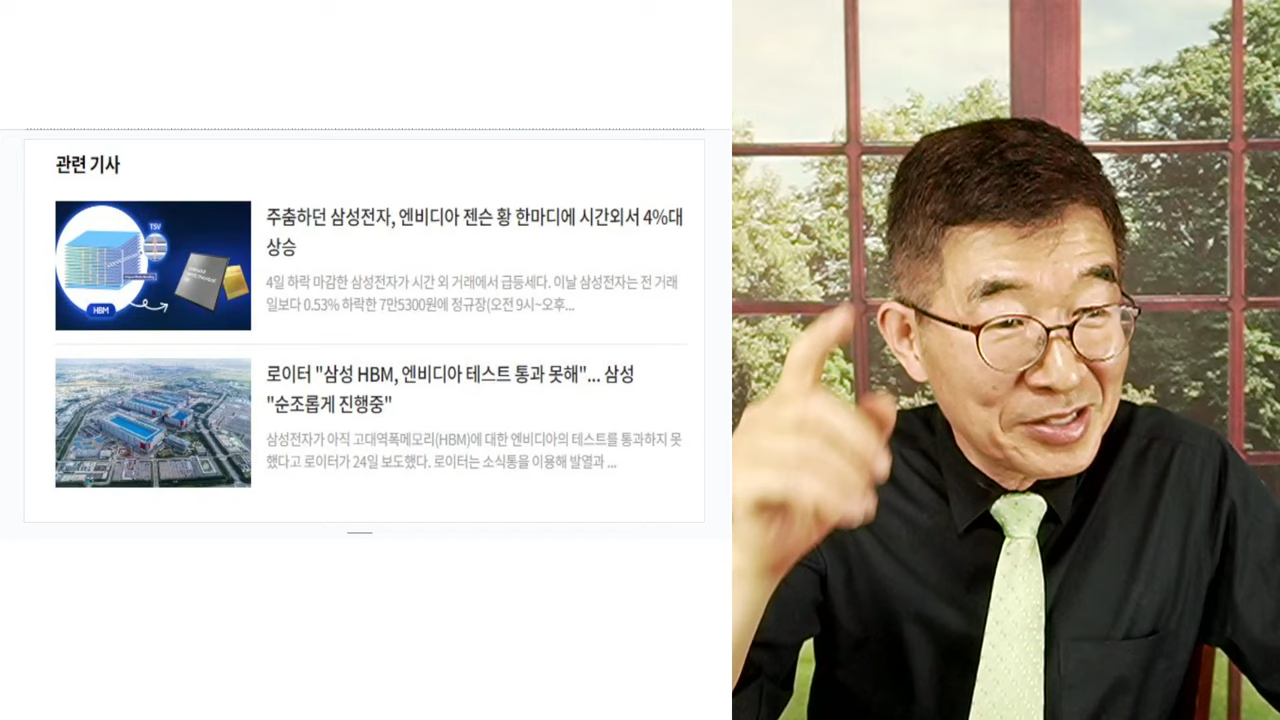 관련 기사
TSV
HBM
주춤하던 삼성전자, 엔비디아 젠슨 황 한마디에 시간외서 4%대
상승
4일 하락 마감한 삼성전자가 시간 외 거래에서 급등세다. 이날 삼성전자는 전 거래
일보다 0.53% 하락한 7만5300원에 정규장(오전 9시~오후...
로이터 "삼성 HBM, 엔비디아 테스트 통과 못해"... 삼성
"순조롭게 진행중"
삼성전자가 아직 고대역폭메모리(HBM)에 대한 엔비디아의 테스트를 통과하지 못
했다고 로이터가 24일 보도했다. 로이터는 소식통을 이용해 발열과 ...